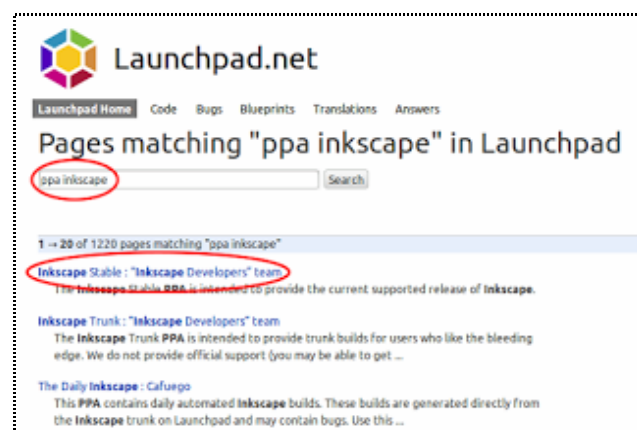 Launchpad.net
Launchpad Home Code Bugs Blueprints Translations Answers
Pages matching "ppa inkscape" in Launchpad
ppa inkscape Search
1 → 20 of 1220 pages matching "ppa inkscape"
Inkscape Stable : "Inkscape Developers" team
The Inkscape Stable PPA is intended to provide the current supported release of Inkscape.
Inkscape Trunk : "Inkscape Developers" team
The Inkscape Trunk PPA is intended to provide trunk builds for users who like the bleeding
edge. We do not provide official support (you may be able to get ...
The Daily Inkscape : Cafuego
This PPA contains daily automated Inkscape builds. These builds are generated directly from
the Inkscape trunk on Launchpad and may contain bugs. Use this ...